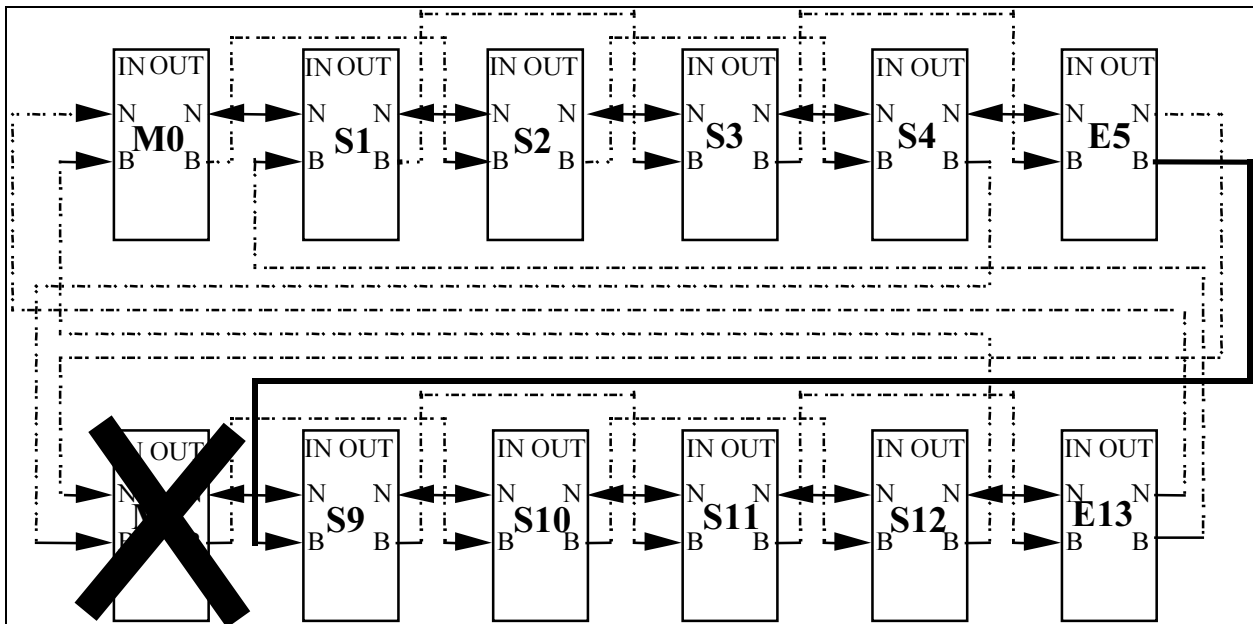 IN OUT IN OUT IN OUT IN OUT IN OUT IN OUT
N N N N N N N N N N N N
M0 S1 S2 S3 S4 E5
B B B B B B B B B B B B
OUT IN OUT IN OUT IN OUT IN OUT IN OUT
N N N N N N N N N N N N
S9 S10 S11 S12 E13
B B B B B B B B B B B B